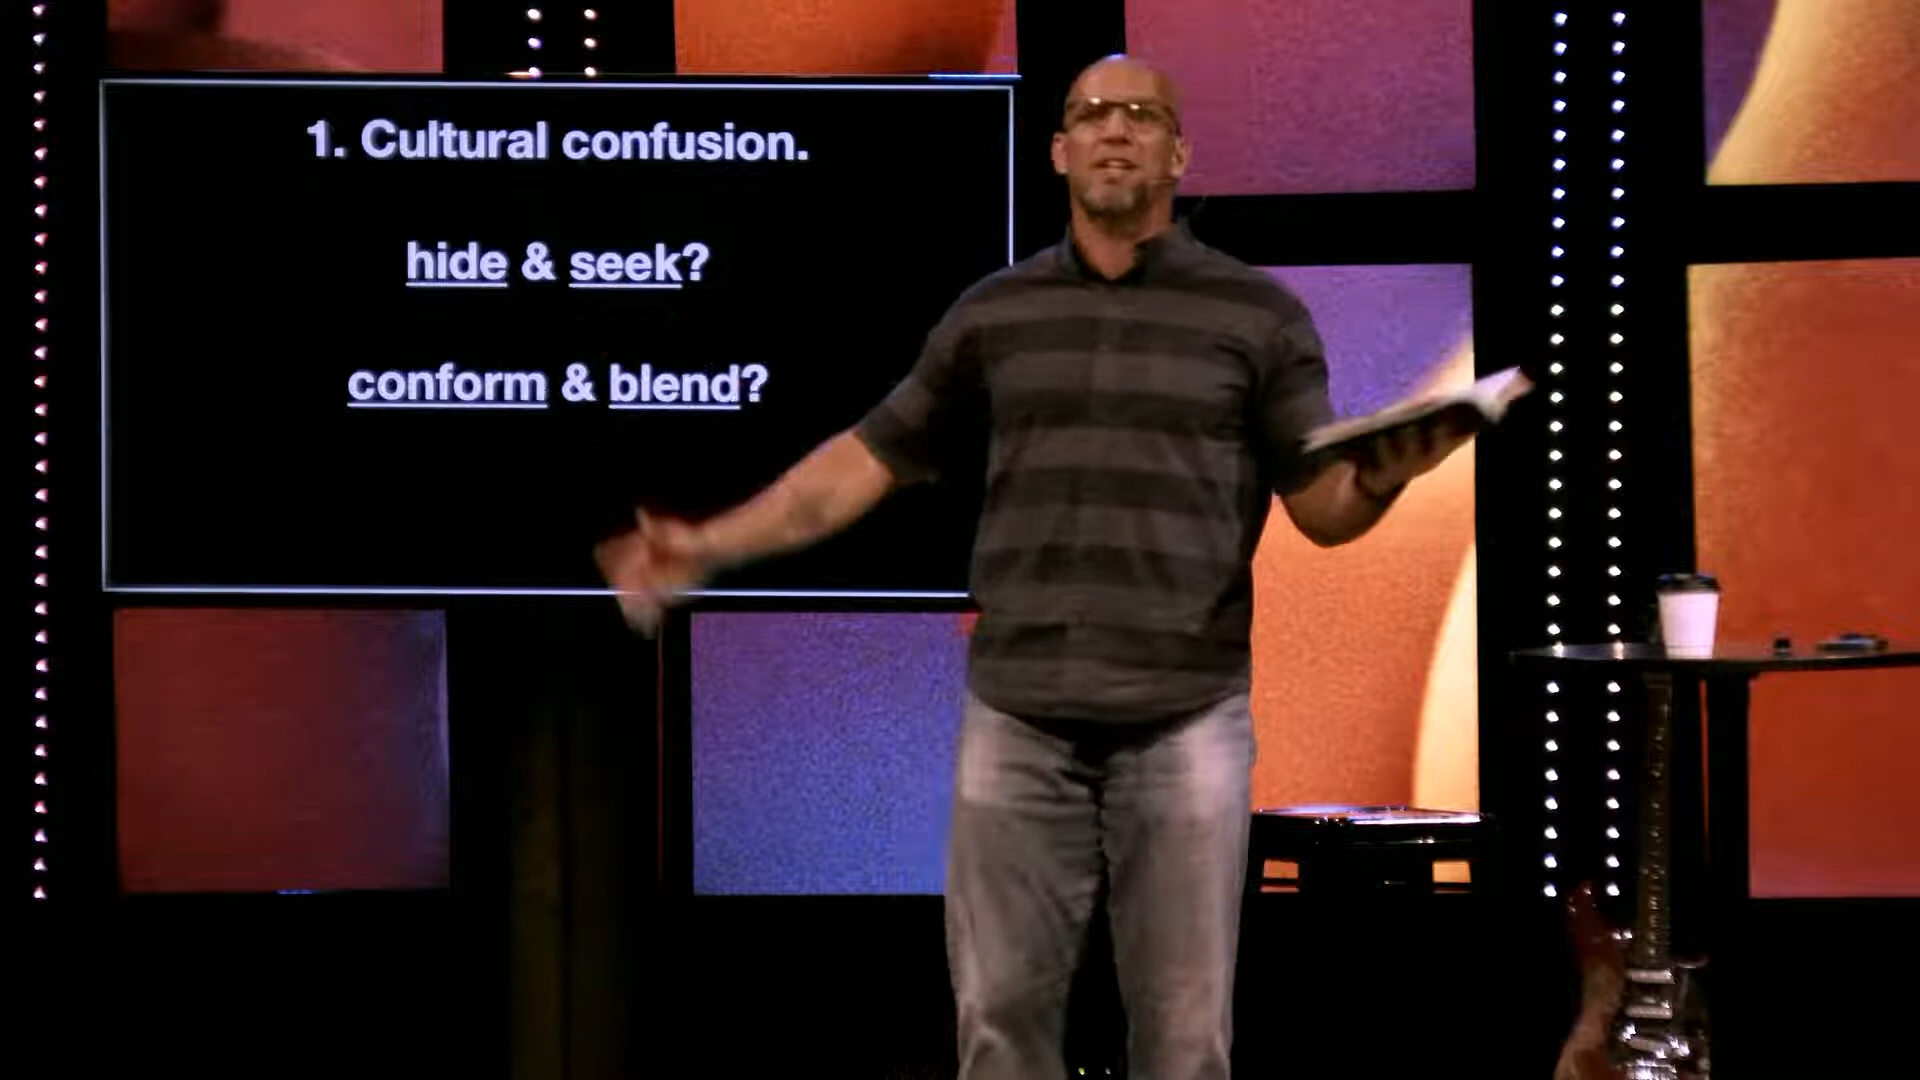 1. Cultural confusion.
hide & seek?
conform & blend?